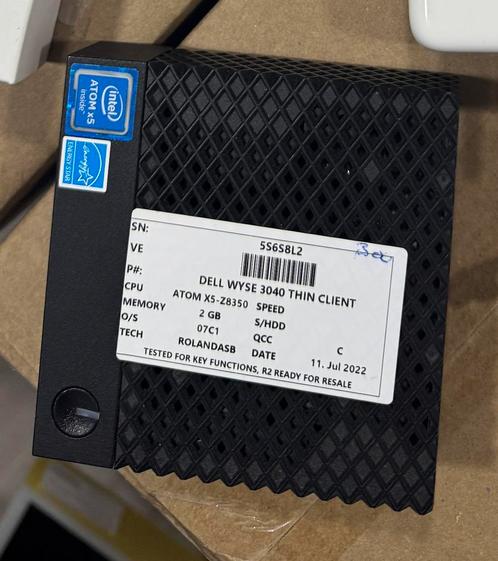 intel
inside™
ATOM x5
ENERGY STAR
SN: 5S6S8L2
VE
P#: DELL WYSE 3040 THIN CLIENT
CPU ATOM X5-Z8350 SPEED
MEMORY 2 GB S/HDD
O/S 07C1 QCC C
TECH ROLANDASB DATE 11. Jul 2022
TESTED FOR KEY FUNCTIONS, R2 READY FOR RESALE